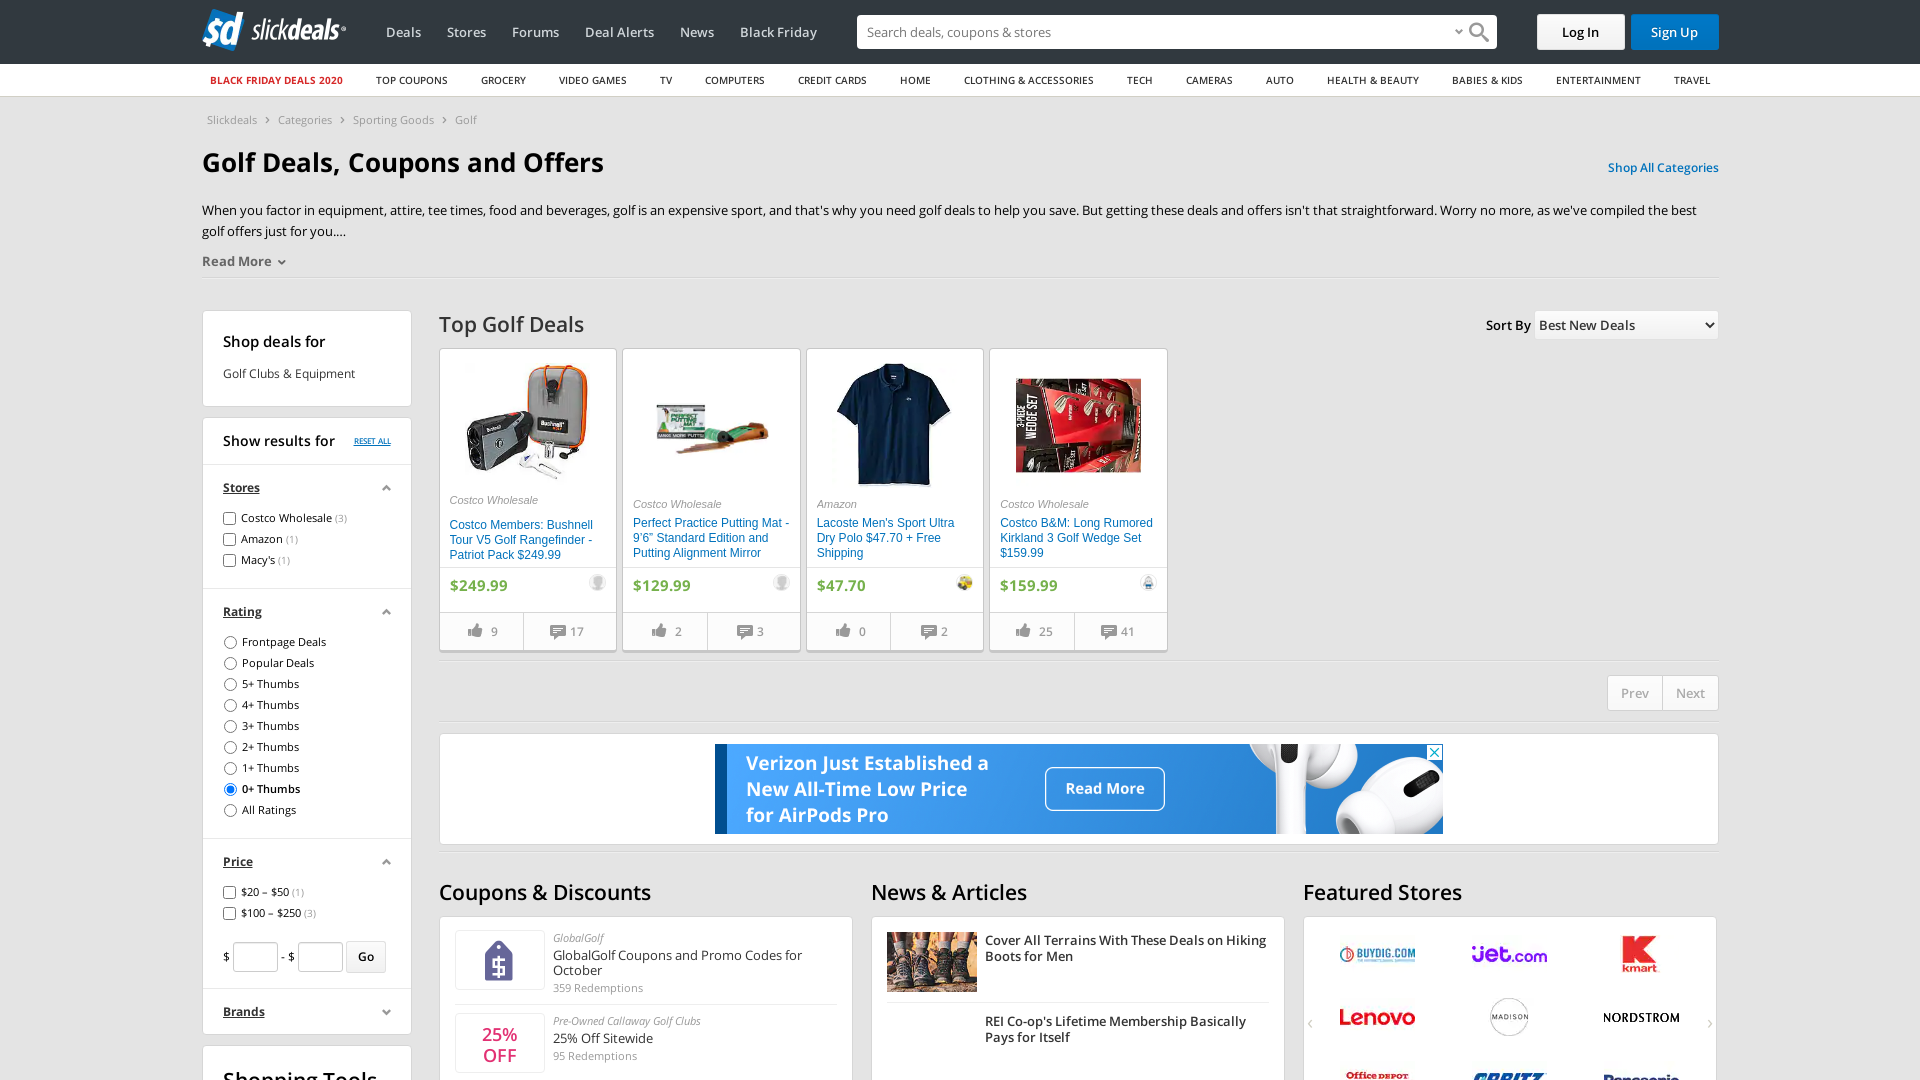 slickdeals
Deals
Stores
Forums
Deal Alerts
News
Black Friday
Search deals, coupons & stores
Log In
Sign Up
BLACK FRIDAY DEALS 2020
TOP COUPONS
GROCERY
VIDEO GAMES
TV
COMPUTERS
CREDIT CARDS
HOME
CLOTHING & ACCESSORIES
TECH
CAMERAS
AUTO
HEALTH & BEAUTY
BABIES & KIDS
ENTERTAINMENT
TRAVEL
Slickdeals › Categories › Sporting Goods › Golf
Golf Deals, Coupons and Offers
Shop All Categories
When you factor in equipment, attire, tee times, food and beverages, golf is an expensive sport, and that's why you need golf deals to help you save. But getting these deals and offers isn't that straightforward. Worry no more, as we've compiled the best
golf offers just for you.…
Read More
Shop deals for
Golf Clubs & Equipment
Show results for
RESET ALL
Stores
Costco Wholesale (3)
Amazon (1)
Macy's (1)
Rating
Frontpage Deals
Popular Deals
5+ Thumbs
4+ Thumbs
3+ Thumbs
2+ Thumbs
1+ Thumbs
0+ Thumbs
All Ratings
Price
$20 – $50 (1)
$100 – $250 (3)
$ - $ Go
Brands
Shopping Tools
Top Golf Deals
Sort By Best New Deals
Costco Wholesale
Costco Members: Bushnell
Tour V5 Golf Rangefinder -
Patriot Pack $249.99
$249.99
9
17
Costco Wholesale
Perfect Practice Putting Mat -
9’6” Standard Edition and
Putting Alignment Mirror
$129.99
2
3
Amazon
Lacoste Men's Sport Ultra
Dry Polo $47.70 + Free
Shipping
$47.70
0
2
3-PIECE
WEDGE SET
Costco Wholesale
Costco B&M: Long Rumored
Kirkland 3 Golf Wedge Set
$159.99
$159.99
25
41
Prev
Next
Verizon Just Established a
New All-Time Low Price
for AirPods Pro
Read More
Coupons & Discounts
GlobalGolf
GlobalGolf Coupons and Promo Codes for
October
359 Redemptions
25%
OFF
Pre-Owned Callaway Golf Clubs
25% Off Sitewide
95 Redemptions
News & Articles
Cover All Terrains With These Deals on Hiking
Boots for Men
REI Co-op's Lifetime Membership Basically
Pays for Itself
Featured Stores
BUYDIG.COM
Jet.com
kmart
Lenovo
MADISON
NORDSTROM
Office DEPOT
ORBITZ
Panasonic